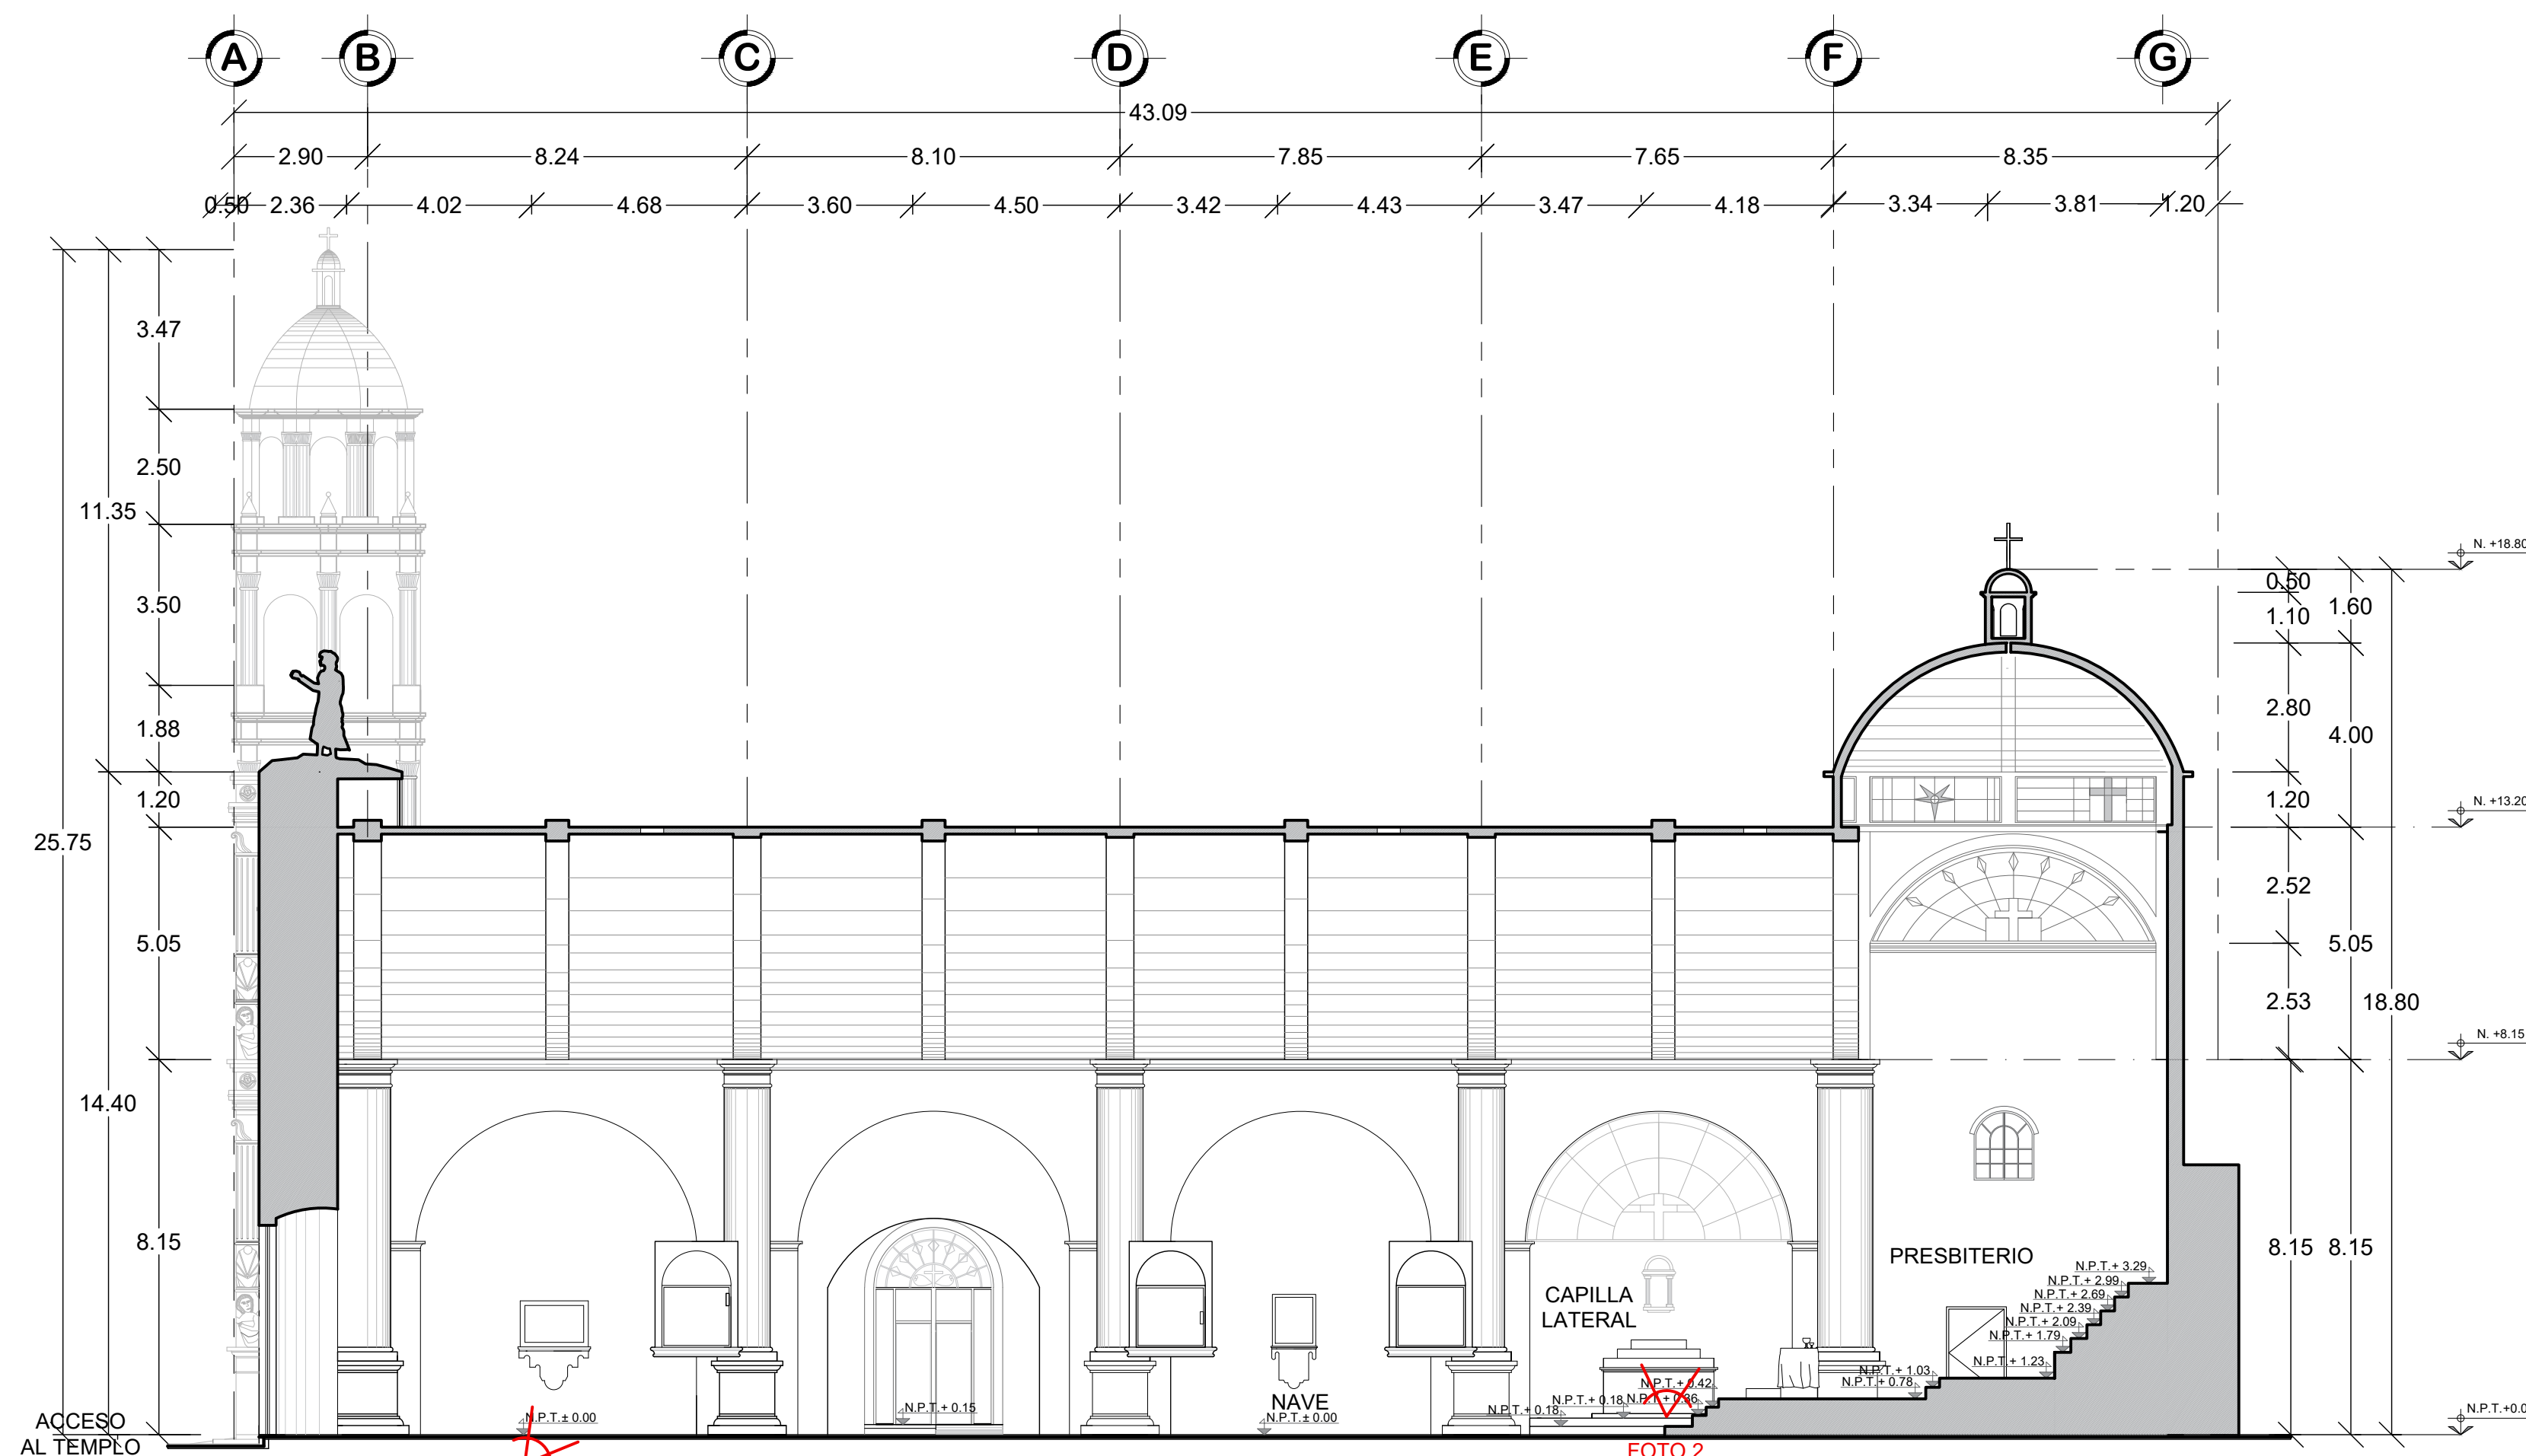 A B C D E F G
43.09
2.90 8.24 8.10 7.85 7.65 8.35
0.50 2.36 4.02 4.68 3.60 4.50 3.42 4.43 3.47 4.18 3.34 3.81 1.20
3.47
2.50
11.35
3.50
1.88
1.20
25.75
5.05
14.40
8.15
ACCESO
AL TEMPLO
N. +18.80
0.50
1.60
1.10
2.80
4.00
1.20
N. +13.20
2.52
5.05
2.53
18.80
N. +8.15
8.15 8.15
N.P.T.+0.0
PRESBITERIO
N.P.T.+ 3.29
N.P.T.+ 2.99
N.P.T.+ 2.69
N.P.T.+ 2.39
N.P.T.+ 2.09
N.P.T.+ 1.79
N.P.T.+ 1.23
N.P.T.+ 1.03
N.P.T.+ 0.78
CAPILLA
LATERAL
N.P.T.+ 0.42
N.P.T.+ 0.36
N.P.T.+ 0.18
N.P.T.+ 0.18
NAVE
N.P.T.± 0.00
N.P.T.+ 0.15
N.P.T.± 0.00
FOTO 2